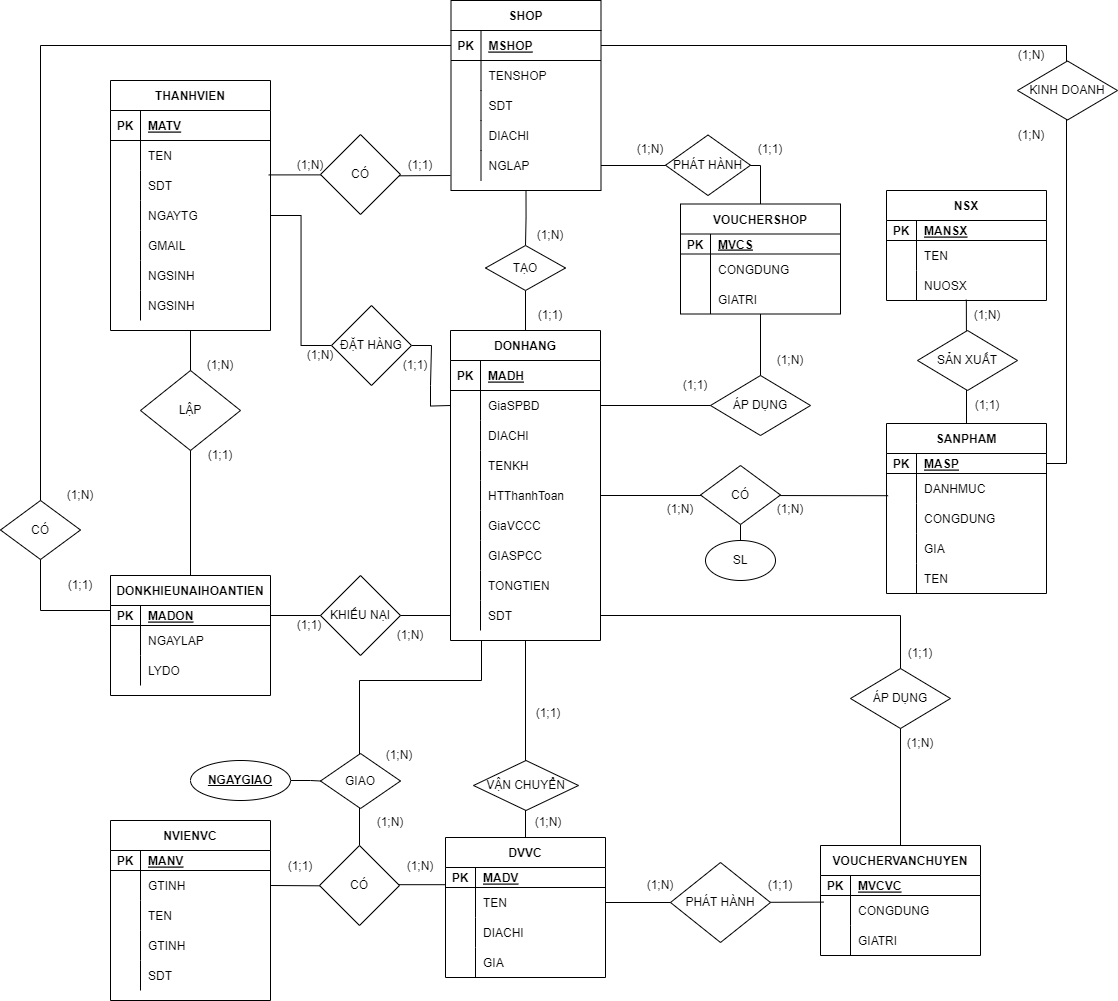 SHOP
PK MSHOP
TENSHOP
SDT
DIACHI
NGLAP
(1;N)
KINH DOANH
(1;N)
THANHVIEN
PK MATV
TEN
SDT
NGAYTG
GMAIL
NGSINH
NGSINH
(1;N)
CÓ
(1;1)
(1;N)
PHÁT HÀNH
(1;1)
VOUCHERSHOP
PK MVCS
CONGDUNG
GIATRI
NSX
PK MANSX
TEN
NUOSX
(1;N)
TẠO
(1;1)
(1;N)
ĐẶT HÀNG
(1;1)
(1;N)
SẢN XUẤT
(1;1)
(1;N)
LẬP
(1;1)
DONHANG
PK MADH
GiaSPBD
DIACHI
TENKH
HTThanhToan
GiaVCCC
GIASPCC
TONGTIEN
SDT
(1;N)
ÁP DỤNG
(1;1)
SANPHAM
PK MASP
DANHMUC
CONGDUNG
GIA
TEN
(1;N)
CÓ
(1;N)
SL
(1;N)
CÓ
(1;1)
DONKHIEUNAIHOANTIEN
PK MADON
NGAYLAP
LYDO
(1;1)
KHIẾU NẠI
(1;N)
(1;1)
ÁP DỤNG
(1;N)
(1;N)
NGAYGIAO
GIAO
(1;N)
(1;1)
VẬN CHUYỂN
(1;N)
NVIENVC
PK MANV
GTINH
TEN
GTINH
SDT
(1;1)
CÓ
(1;N)
DVVC
PK MADV
TEN
DIACHI
GIA
(1;N)
PHÁT HÀNH
(1;1)
VOUCHERVANCHUYEN
PK MVCVC
CONGDUNG
GIATRI